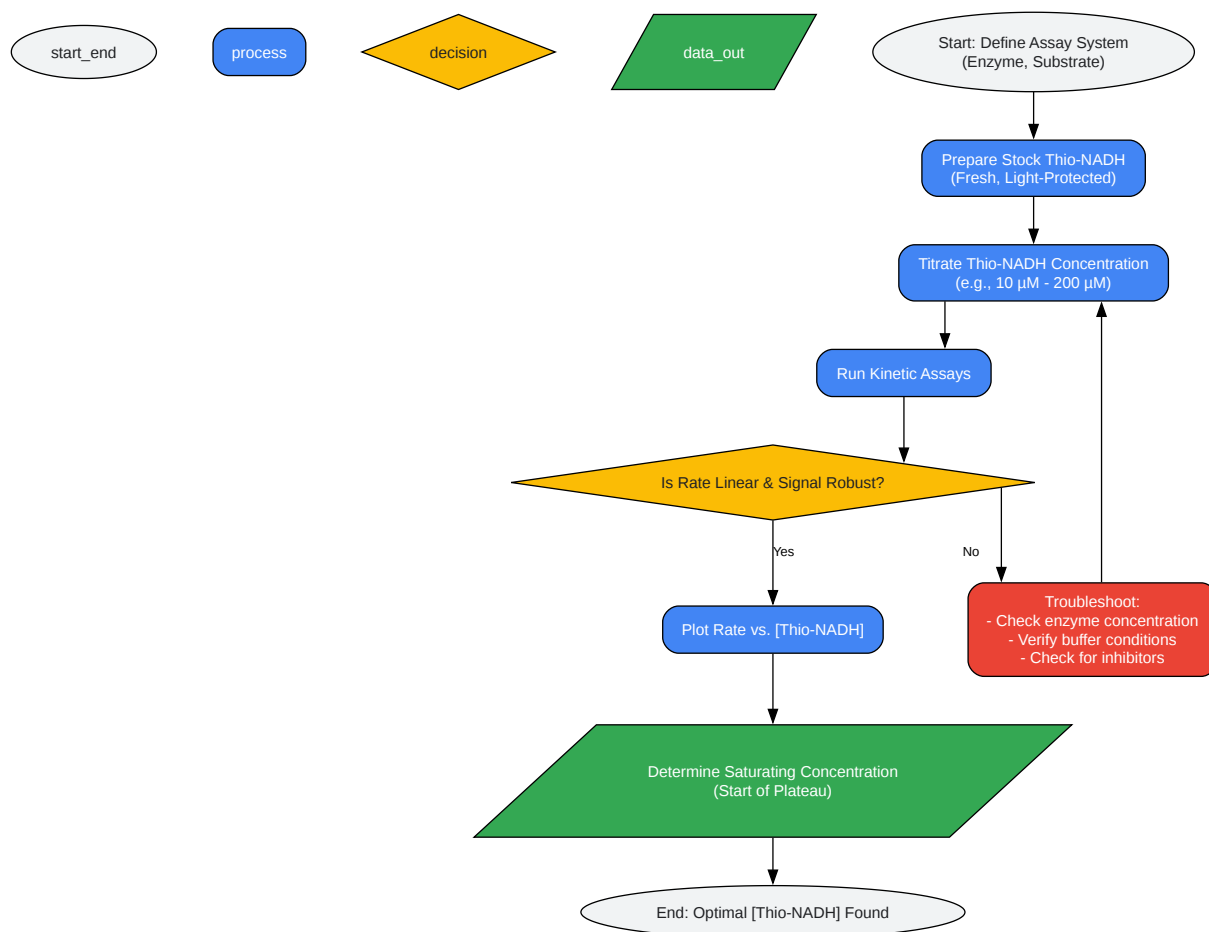 start_end
process
decision
data_out
Start: Define Assay System
(Enzyme, Substrate)
Prepare Stock Thio-NADH
(Fresh, Light-Protected)
Titrate Thio-NADH Concentration
(e.g., 10 µM - 200 µM)
Run Kinetic Assays
Is Rate Linear & Signal Robust?
Yes
No
Plot Rate vs. [Thio-NADH]
Troubleshoot:
- Check enzyme concentration
- Verify buffer conditions
- Check for inhibitors
Determine Saturating Concentration
(Start of Plateau)
End: Optimal [Thio-NADH] Found